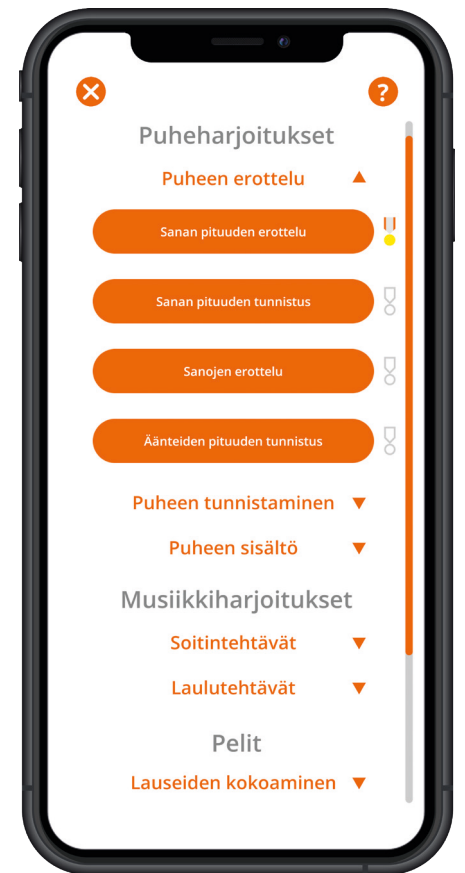 ?
Puheharjoitukset
Puheen erottelu
Sanan pituuden erottelu
Sanan pituuden tunnistus
Sanojen erottelu
Äänteiden pituuden tunnistus
Puheen tunnistaminen
Puheen sisältö
Musiikkiharjoitukset
Soitintehtävät
Laulutehtävät
Pelit
Lauseiden kokoaminen